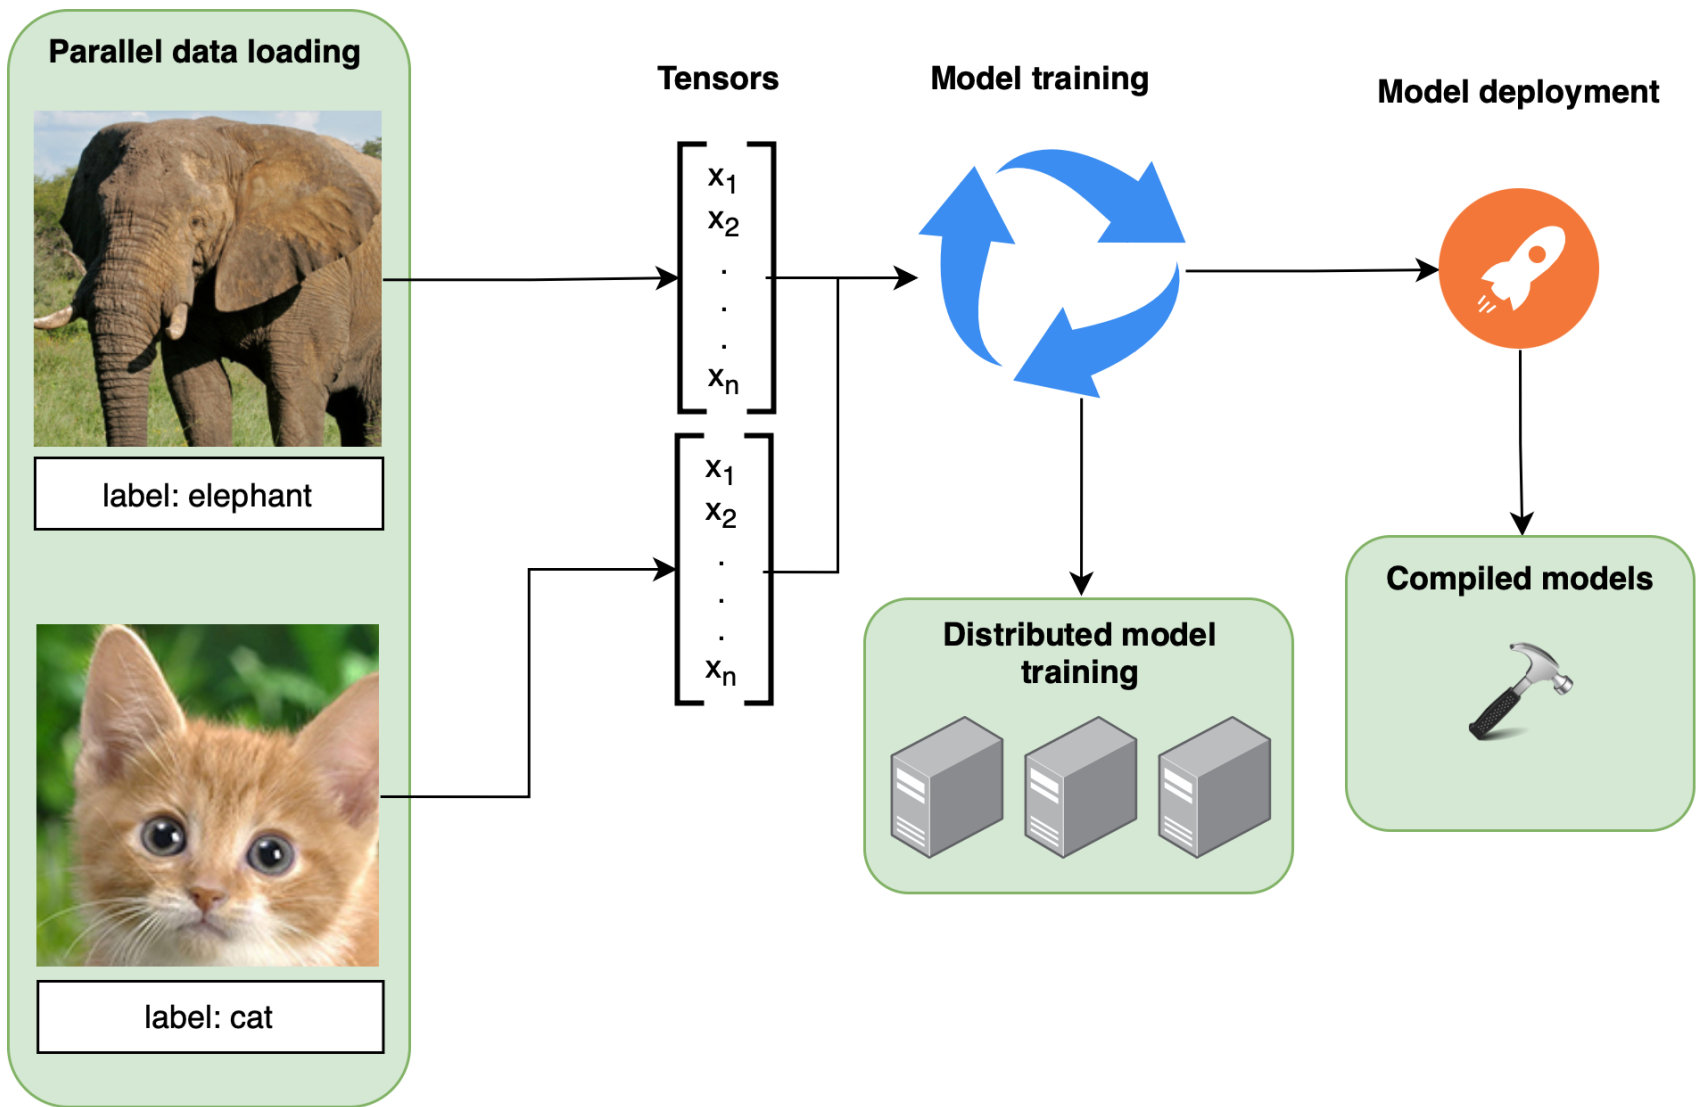 Parallel data loading
label: elephant
label: cat
Tensors
x1
x2
.
.
.
xn
x1
x2
.
.
.
xn
Model training
Distributed model
training
Model deployment
Compiled models